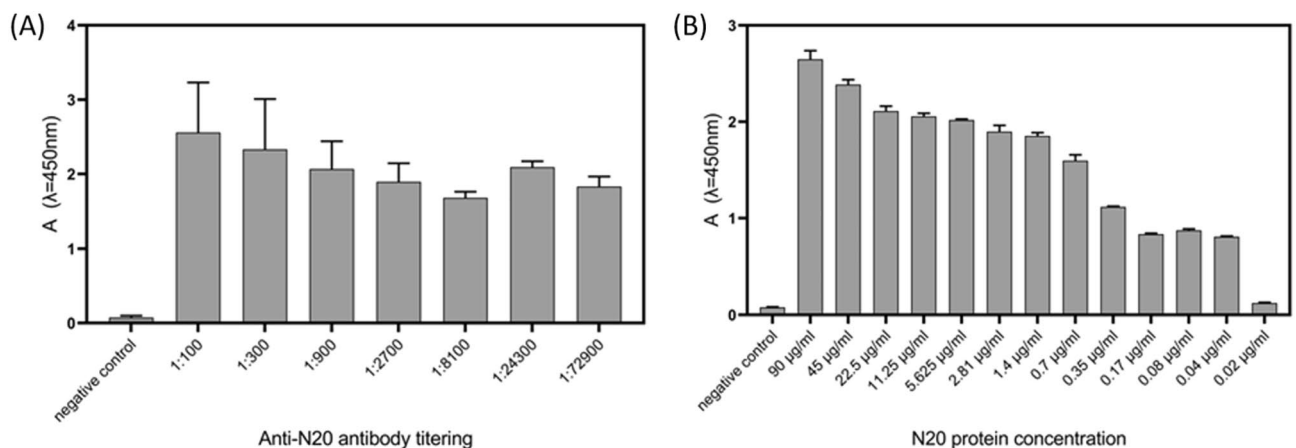 (A)
A (λ=450nm)
4
3
2
1
0
negative control
1:100
1:300
1:900
1:2700
1:8100
1:24300
1:72900
Anti-N20 antibody titering
(B)
A (λ=450nm)
3
2
1
0
negative control
90 µg/ml
45 µg/ml
22.5 µg/ml
11.25 µg/ml
5.625 µg/ml
2.81 µg/ml
1.4 µg/ml
0.7 µg/ml
0.35 µg/ml
0.17 µg/ml
0.08 µg/ml
0.04 µg/ml
0.02 µg/ml
N20 protein concentration